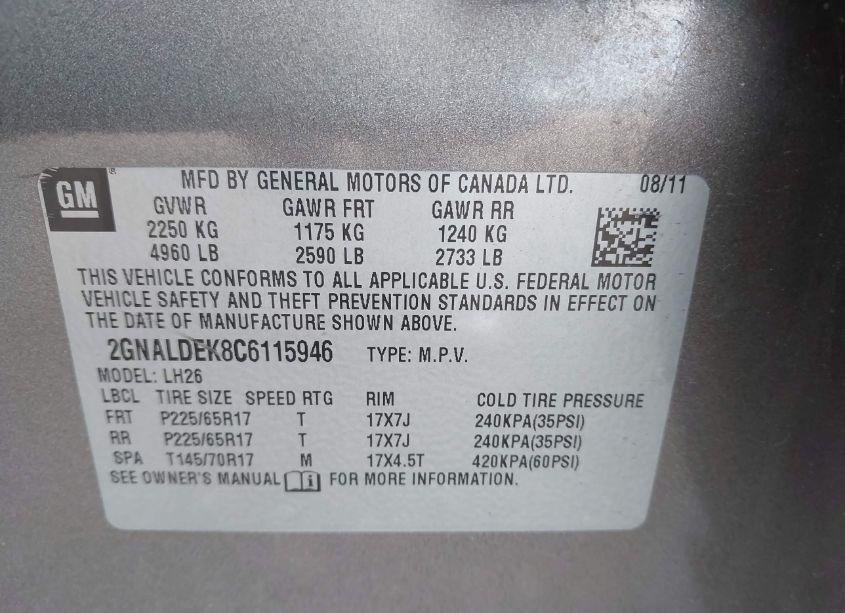 GM®
MFD BY GENERAL MOTORS OF CANADA LTD. 08/11
GVWR GAWR FRT GAWR RR
2250 KG 1175 KG 1240 KG
4960 LB 2590 LB 2733 LB
THIS VEHICLE CONFORMS TO ALL APPLICABLE U.S. FEDERAL MOTOR
VEHICLE SAFETY AND THEFT PREVENTION STANDARDS IN EFFECT ON
THE DATE OF MANUFACTURE SHOWN ABOVE.
2GNALDEK8C6115946 TYPE: M.P.V.
MODEL: LH26
LBCL TIRE SIZE SPEED RTG RIM COLD TIRE PRESSURE
FRT P225/65R17 T 17X7J 240KPA(35PSI)
RR P225/65R17 T 17X7J 240KPA(35PSI)
SPA T145/70R17 M 17X4.5T 420KPA(60PSI)
SEE OWNER'S MANUAL i FOR MORE INFORMATION.